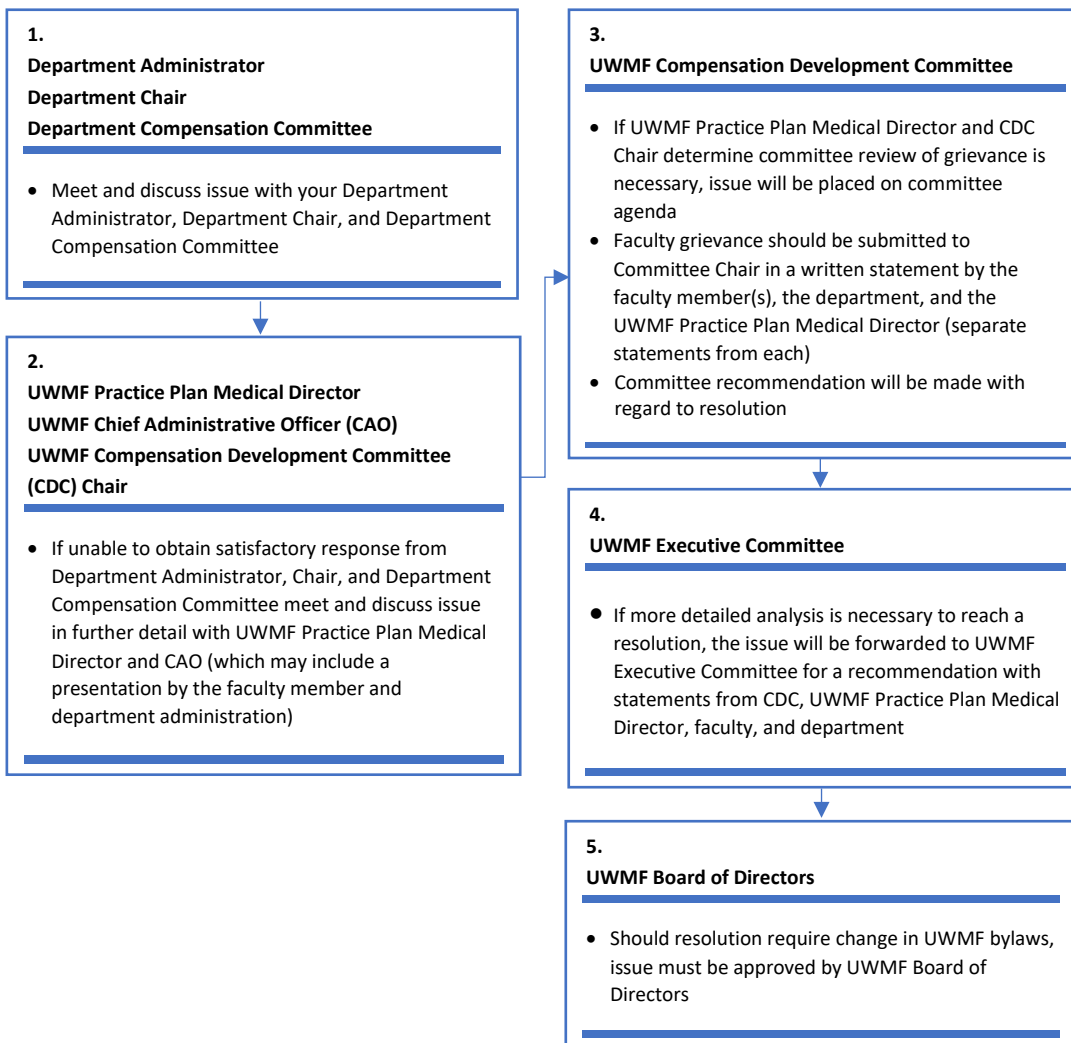 1.
Department Administrator
Department Chair
Department Compensation Committee
• Meet and discuss issue with your Department
Administrator, Department Chair, and Department
Compensation Committee
2.
UWMF Practice Plan Medical Director
UWMF Chief Administrative Officer (CAO)
UWMF Compensation Development Committee
(CDC) Chair
• If unable to obtain satisfactory response from
Department Administrator, Chair, and Department
Compensation Committee meet and discuss issue
in further detail with UWMF Practice Plan Medical
Director and CAO (which may include a
presentation by the faculty member and
department administration)
3.
UWMF Compensation Development Committee
• If UWMF Practice Plan Medical Director and CDC
Chair determine committee review of grievance is
necessary, issue will be placed on committee
agenda
• Faculty grievance should be submitted to
Committee Chair in a written statement by the
faculty member(s), the department, and the
UWMF Practice Plan Medical Director (separate
statements from each)
• Committee recommendation will be made with
regard to resolution
4.
UWMF Executive Committee
• If more detailed analysis is necessary to reach a
resolution, the issue will be forwarded to UWMF
Executive Committee for a recommendation with
statements from CDC, UWMF Practice Plan Medical
Director, faculty, and department
5.
UWMF Board of Directors
• Should resolution require change in UWMF bylaws,
issue must be approved by UWMF Board of
Directors